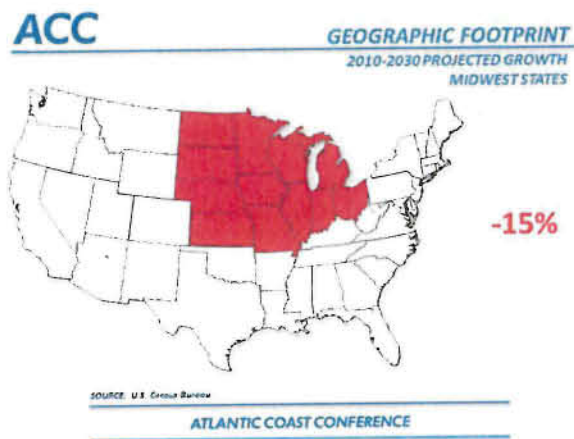 ACC
GEOGRAPHIC FOOTPRINT
2010-2030 PROJECTED GROWTH
MIDWEST STATES
-15%
SOURCE: U.S. Census Bureau
ATLANTIC COAST CONFERENCE